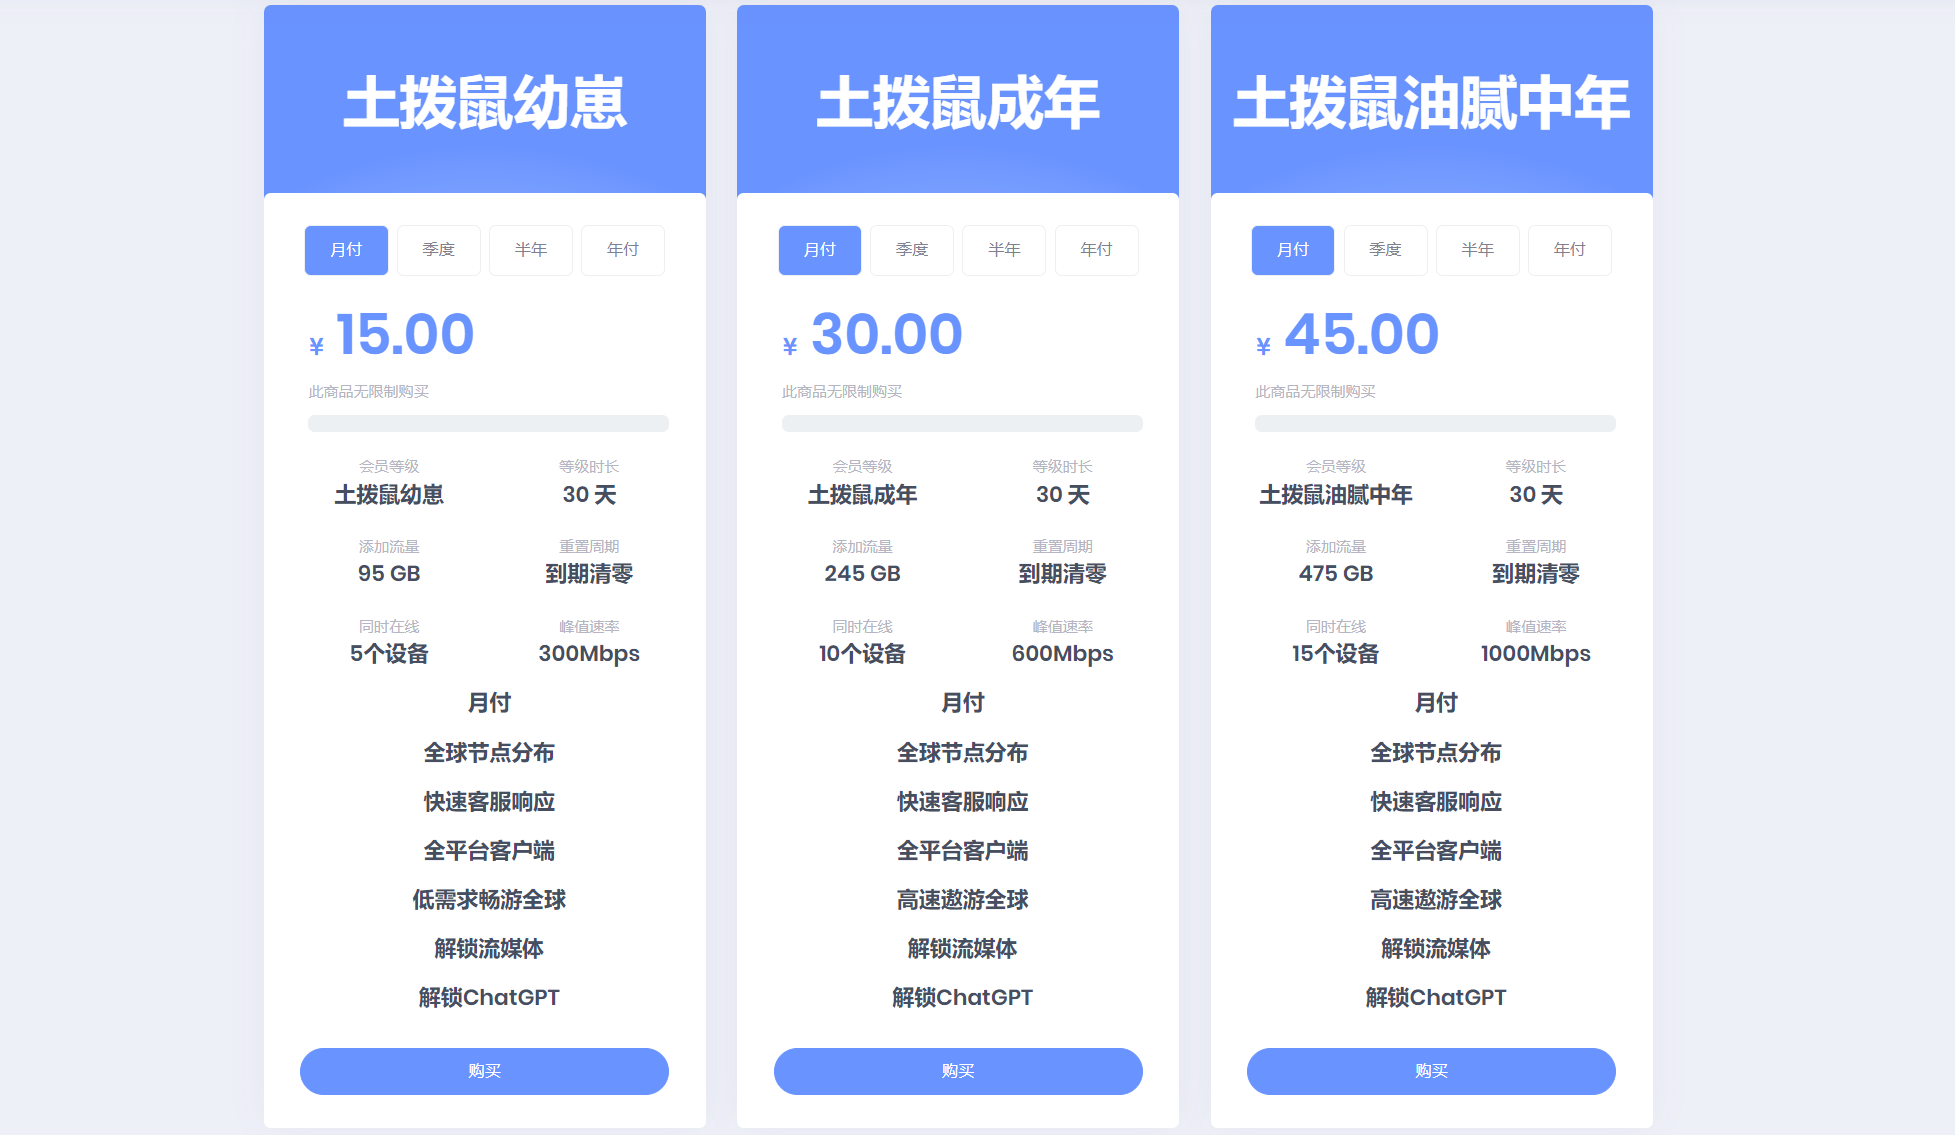 土拨鼠幼崽
月付 季度 半年 年付
¥ 15.00
此商品无限制购买
会员等级 等级时长
土拨鼠幼崽 30 天
添加流量 重置周期
95 GB 到期清零
同时在线 峰值速率
5个设备 300Mbps
月付
全球节点分布
快速客服响应
全平台客户端
低需求畅游全球
解锁流媒体
解锁ChatGPT
购买
土拨鼠成年
月付 季度 半年 年付
¥ 30.00
此商品无限制购买
会员等级 等级时长
土拨鼠成年 30 天
添加流量 重置周期
245 GB 到期清零
同时在线 峰值速率
10个设备 600Mbps
月付
全球节点分布
快速客服响应
全平台客户端
高速遨游全球
解锁流媒体
解锁ChatGPT
购买
土拨鼠油腻中年
月付 季度 半年 年付
¥ 45.00
此商品无限制购买
会员等级 等级时长
土拨鼠油腻中年 30 天
添加流量 重置周期
475 GB 到期清零
同时在线 峰值速率
15个设备 1000Mbps
月付
全球节点分布
快速客服响应
全平台客户端
高速遨游全球
解锁流媒体
解锁ChatGPT
购买